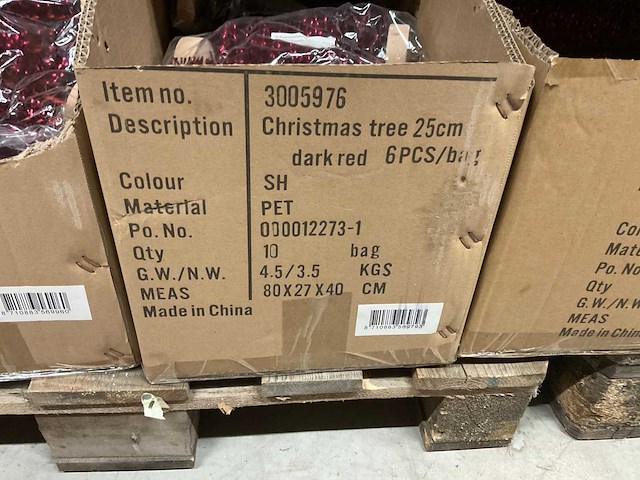 Item no. 3005976
Description Christmas tree 25cm
dark red 6PCS/bag
Colour SH
Material PET
Po. No. 000012273-1
Qty 10 bag
G.W./N.W. 4.5/3.5 KGS
MEAS 80X27X40 CM
Made in China
Po. No
Qty
G.W./N.W
MEAS
Made in China